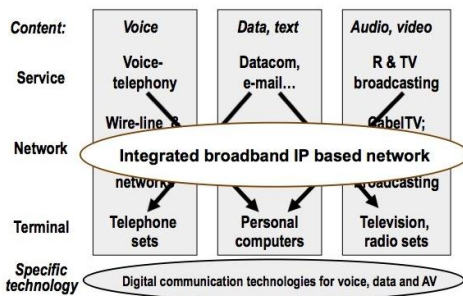 Content: Voice Data, text Audio, video
Service Voice- Datacom, R & TV
telephony e-mail... broadcasting
Wire-line & CabelTV;
Network Integrated broadband IP based network
networks broadcasting
Terminal Telephone Personal Television,
sets computers radio sets
Specific
technology Digital communication technologies for voice, data and AV